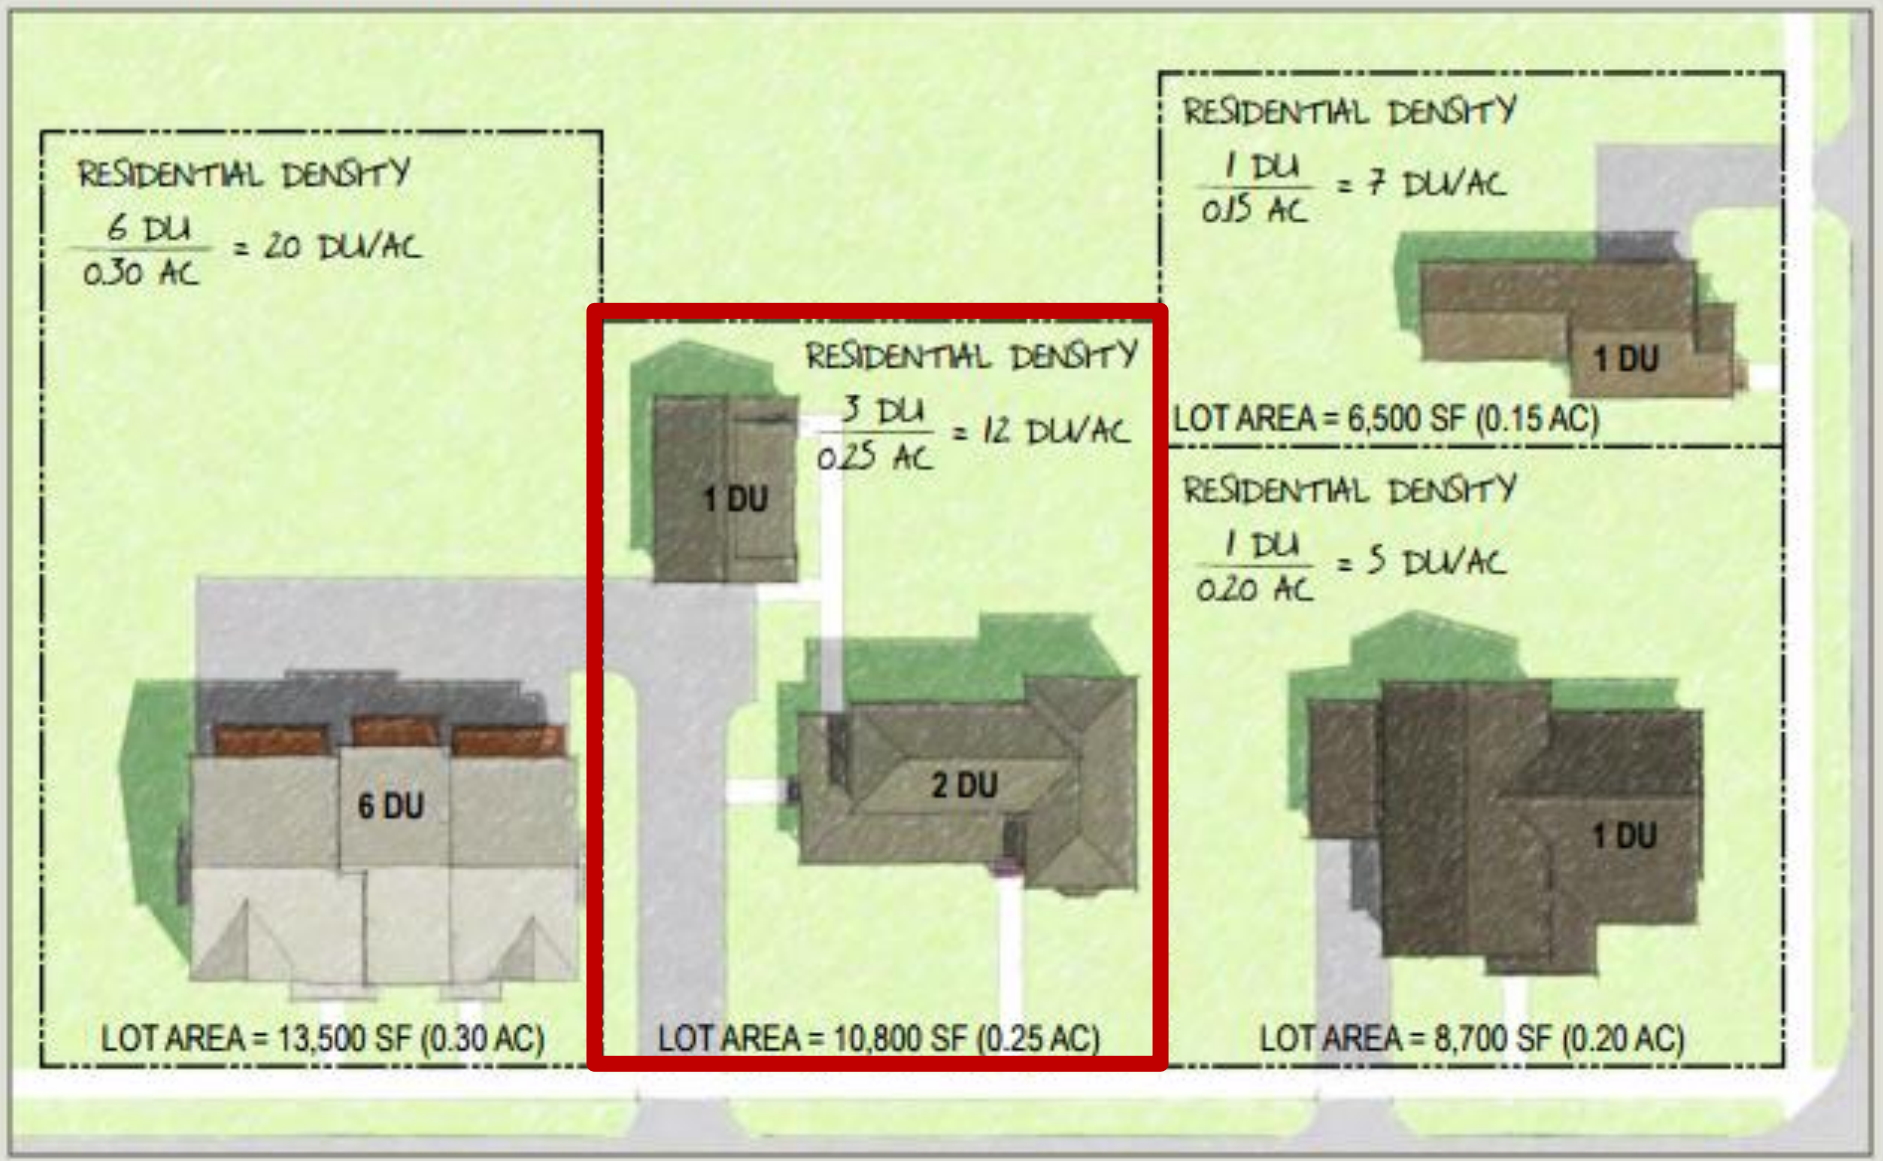 RESIDENTIAL DENSITY
6 DU
0.30 AC
= 20 DU/AC
6 DU
LOT AREA = 13,500 SF (0.30 AC)
RESIDENTIAL DENSITY
3 DU
0.25 AC
= 12 DU/AC
1 DU
2 DU
LOT AREA = 10,800 SF (0.25 AC)
RESIDENTIAL DENSITY
1 DU
0.15 AC
= 7 DU/AC
1 DU
LOT AREA = 6,500 SF (0.15 AC)
RESIDENTIAL DENSITY
1 DU
0.20 AC
= 5 DU/AC
1 DU
LOT AREA = 8,700 SF (0.20 AC)